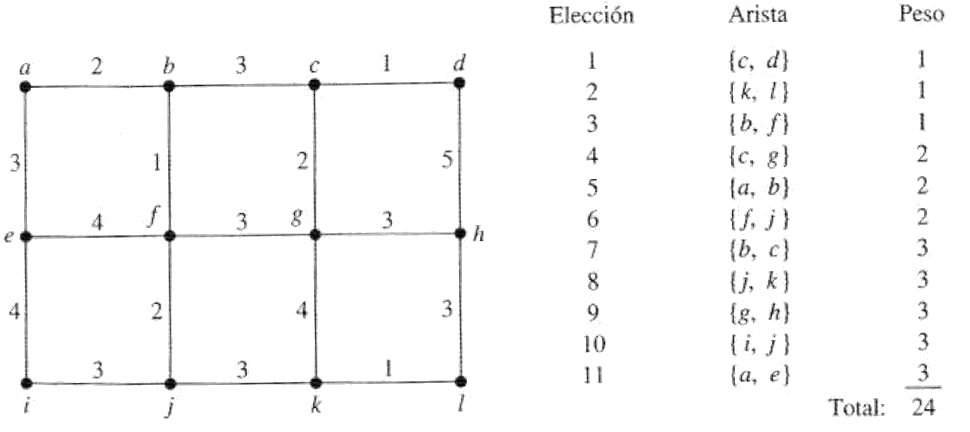 a 2 b 3 c 1 d
3 1 2 5
e 4 f 3 g 3 h
4 2 4 3
3 3 1
i j k l
Elección Arista Peso
1 {c, d} 1
2 {k, l} 1
3 {b, f} 1
4 {c, g} 2
5 {a, b} 2
6 {f, j} 2
7 {b, c} 3
8 {j, k} 3
9 {g, h} 3
10 {i, j} 3
11 {a, e} 3
Total: 24